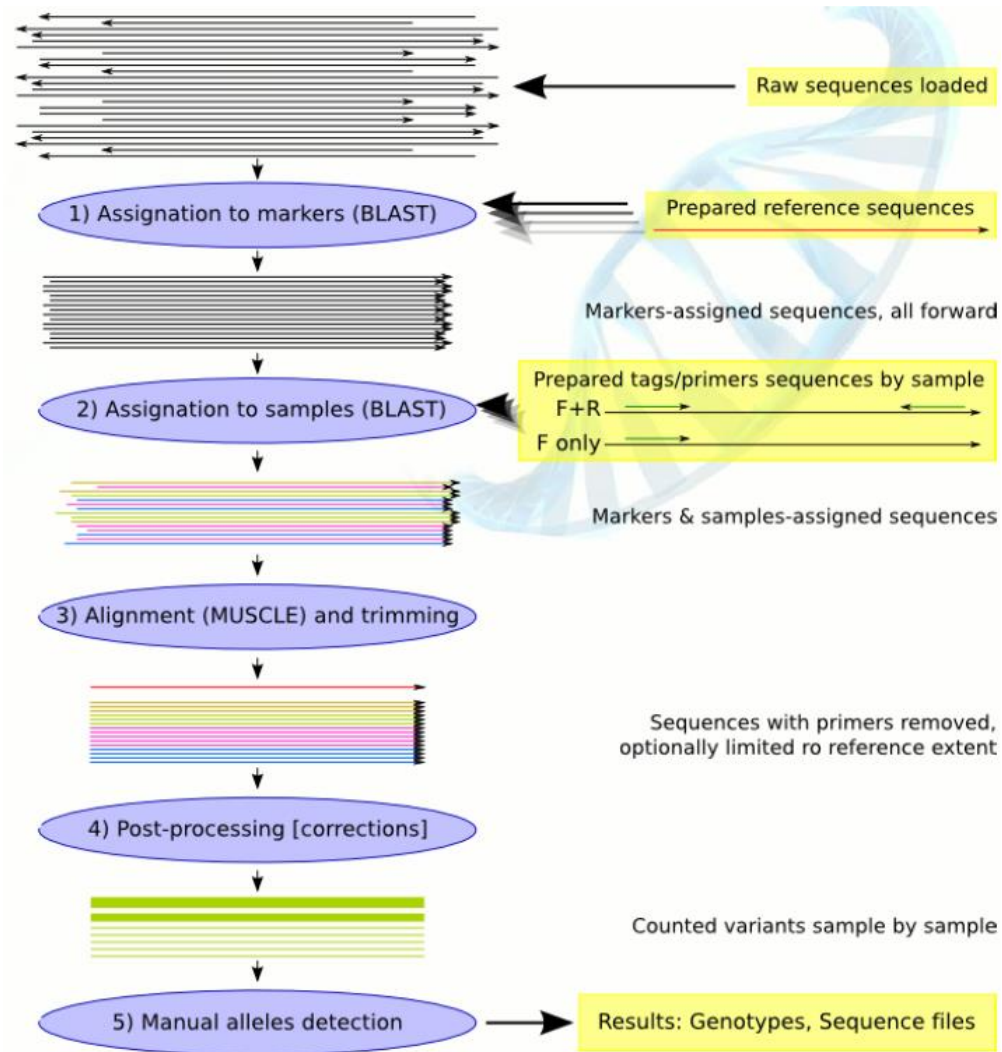 Raw sequences loaded
1) Assignation to markers (BLAST)
Prepared reference sequences
Markers-assigned sequences, all forward
Prepared tags/primers sequences by sample
F+R
F only
2) Assignation to samples (BLAST)
Markers & samples-assigned sequences
3) Alignment (MUSCLE) and trimming
Sequences with primers removed,
optionally limited ro reference extent
4) Post-processing [corrections]
Counted variants sample by sample
5) Manual alleles detection
Results: Genotypes, Sequence files